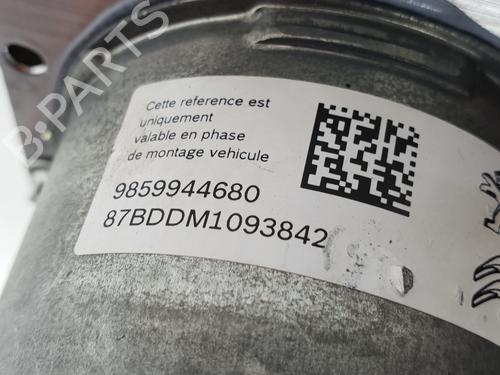 Cette reference est
uniquement
valable en phase
de montage vehicule
9859944680
87BDDM1093842
B-PARTS